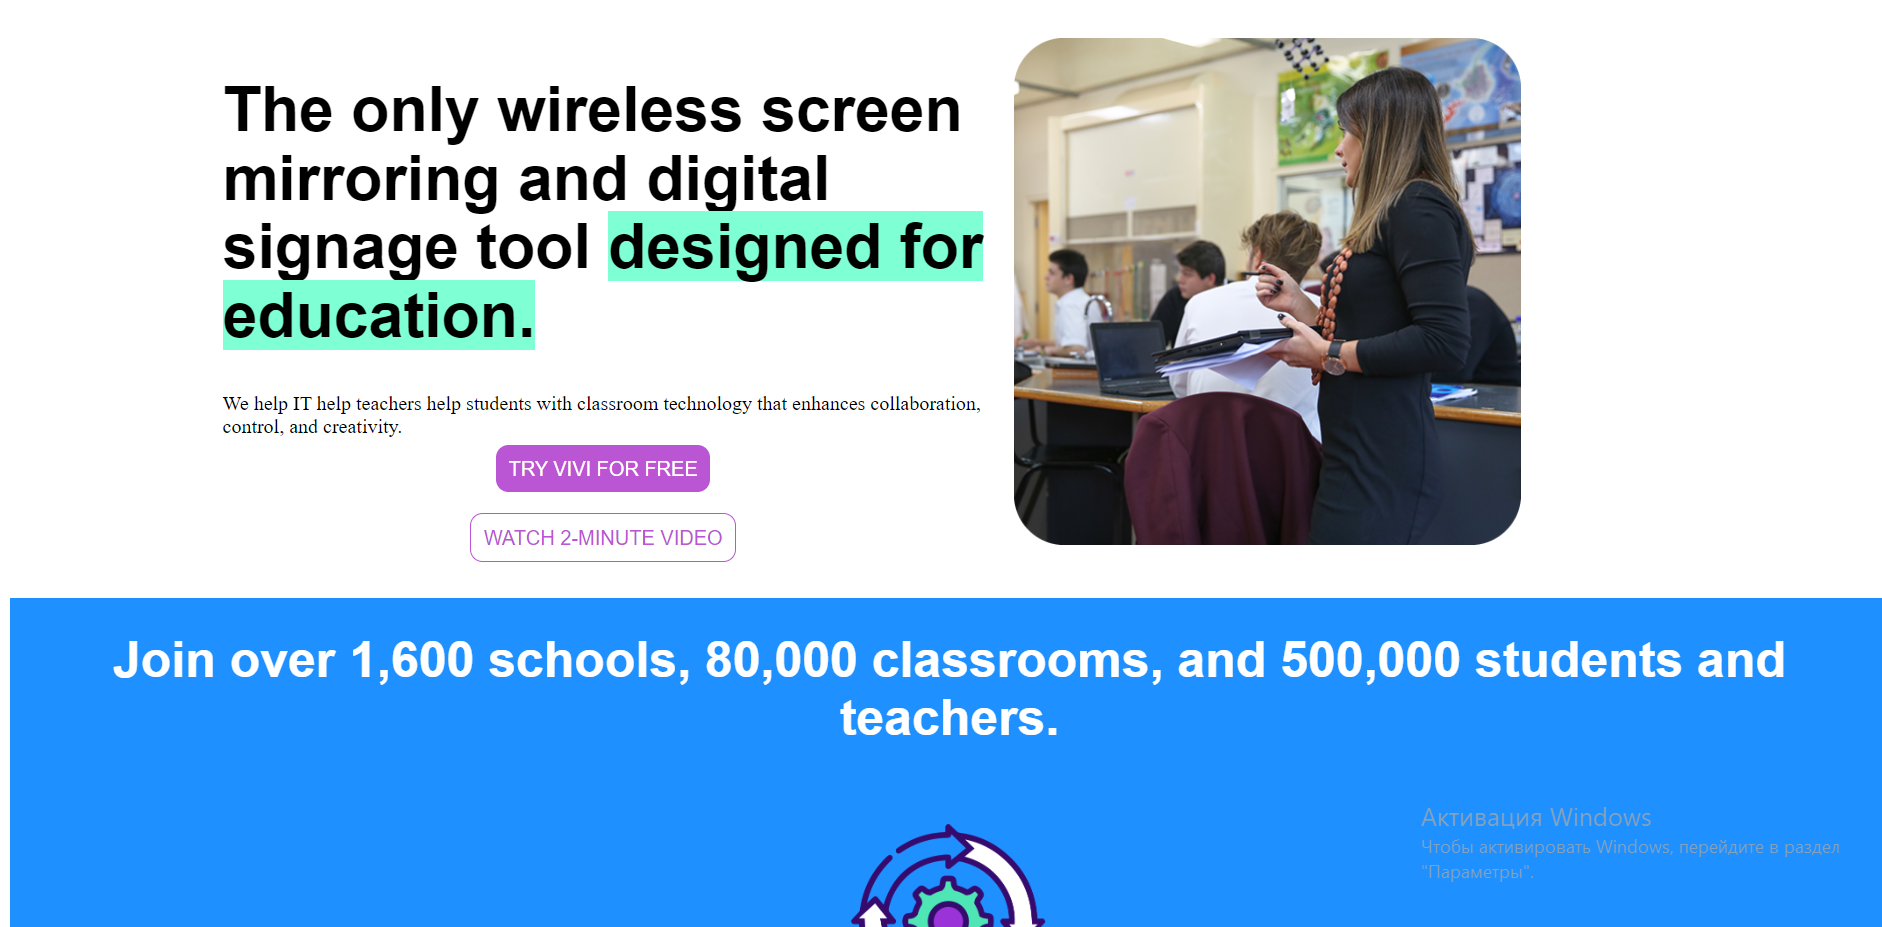 The only wireless screen
mirroring and digital
signage tool designed for
education.
We help IT help teachers help students with classroom technology that enhances collaboration,
control, and creativity.
TRY VIVI FOR FREE
WATCH 2-MINUTE VIDEO
Join over 1,600 schools, 80,000 classrooms, and 500,000 students and
teachers.
Активация Windows
Чтобы активировать Windows, перейдите в раздел
"Параметры".